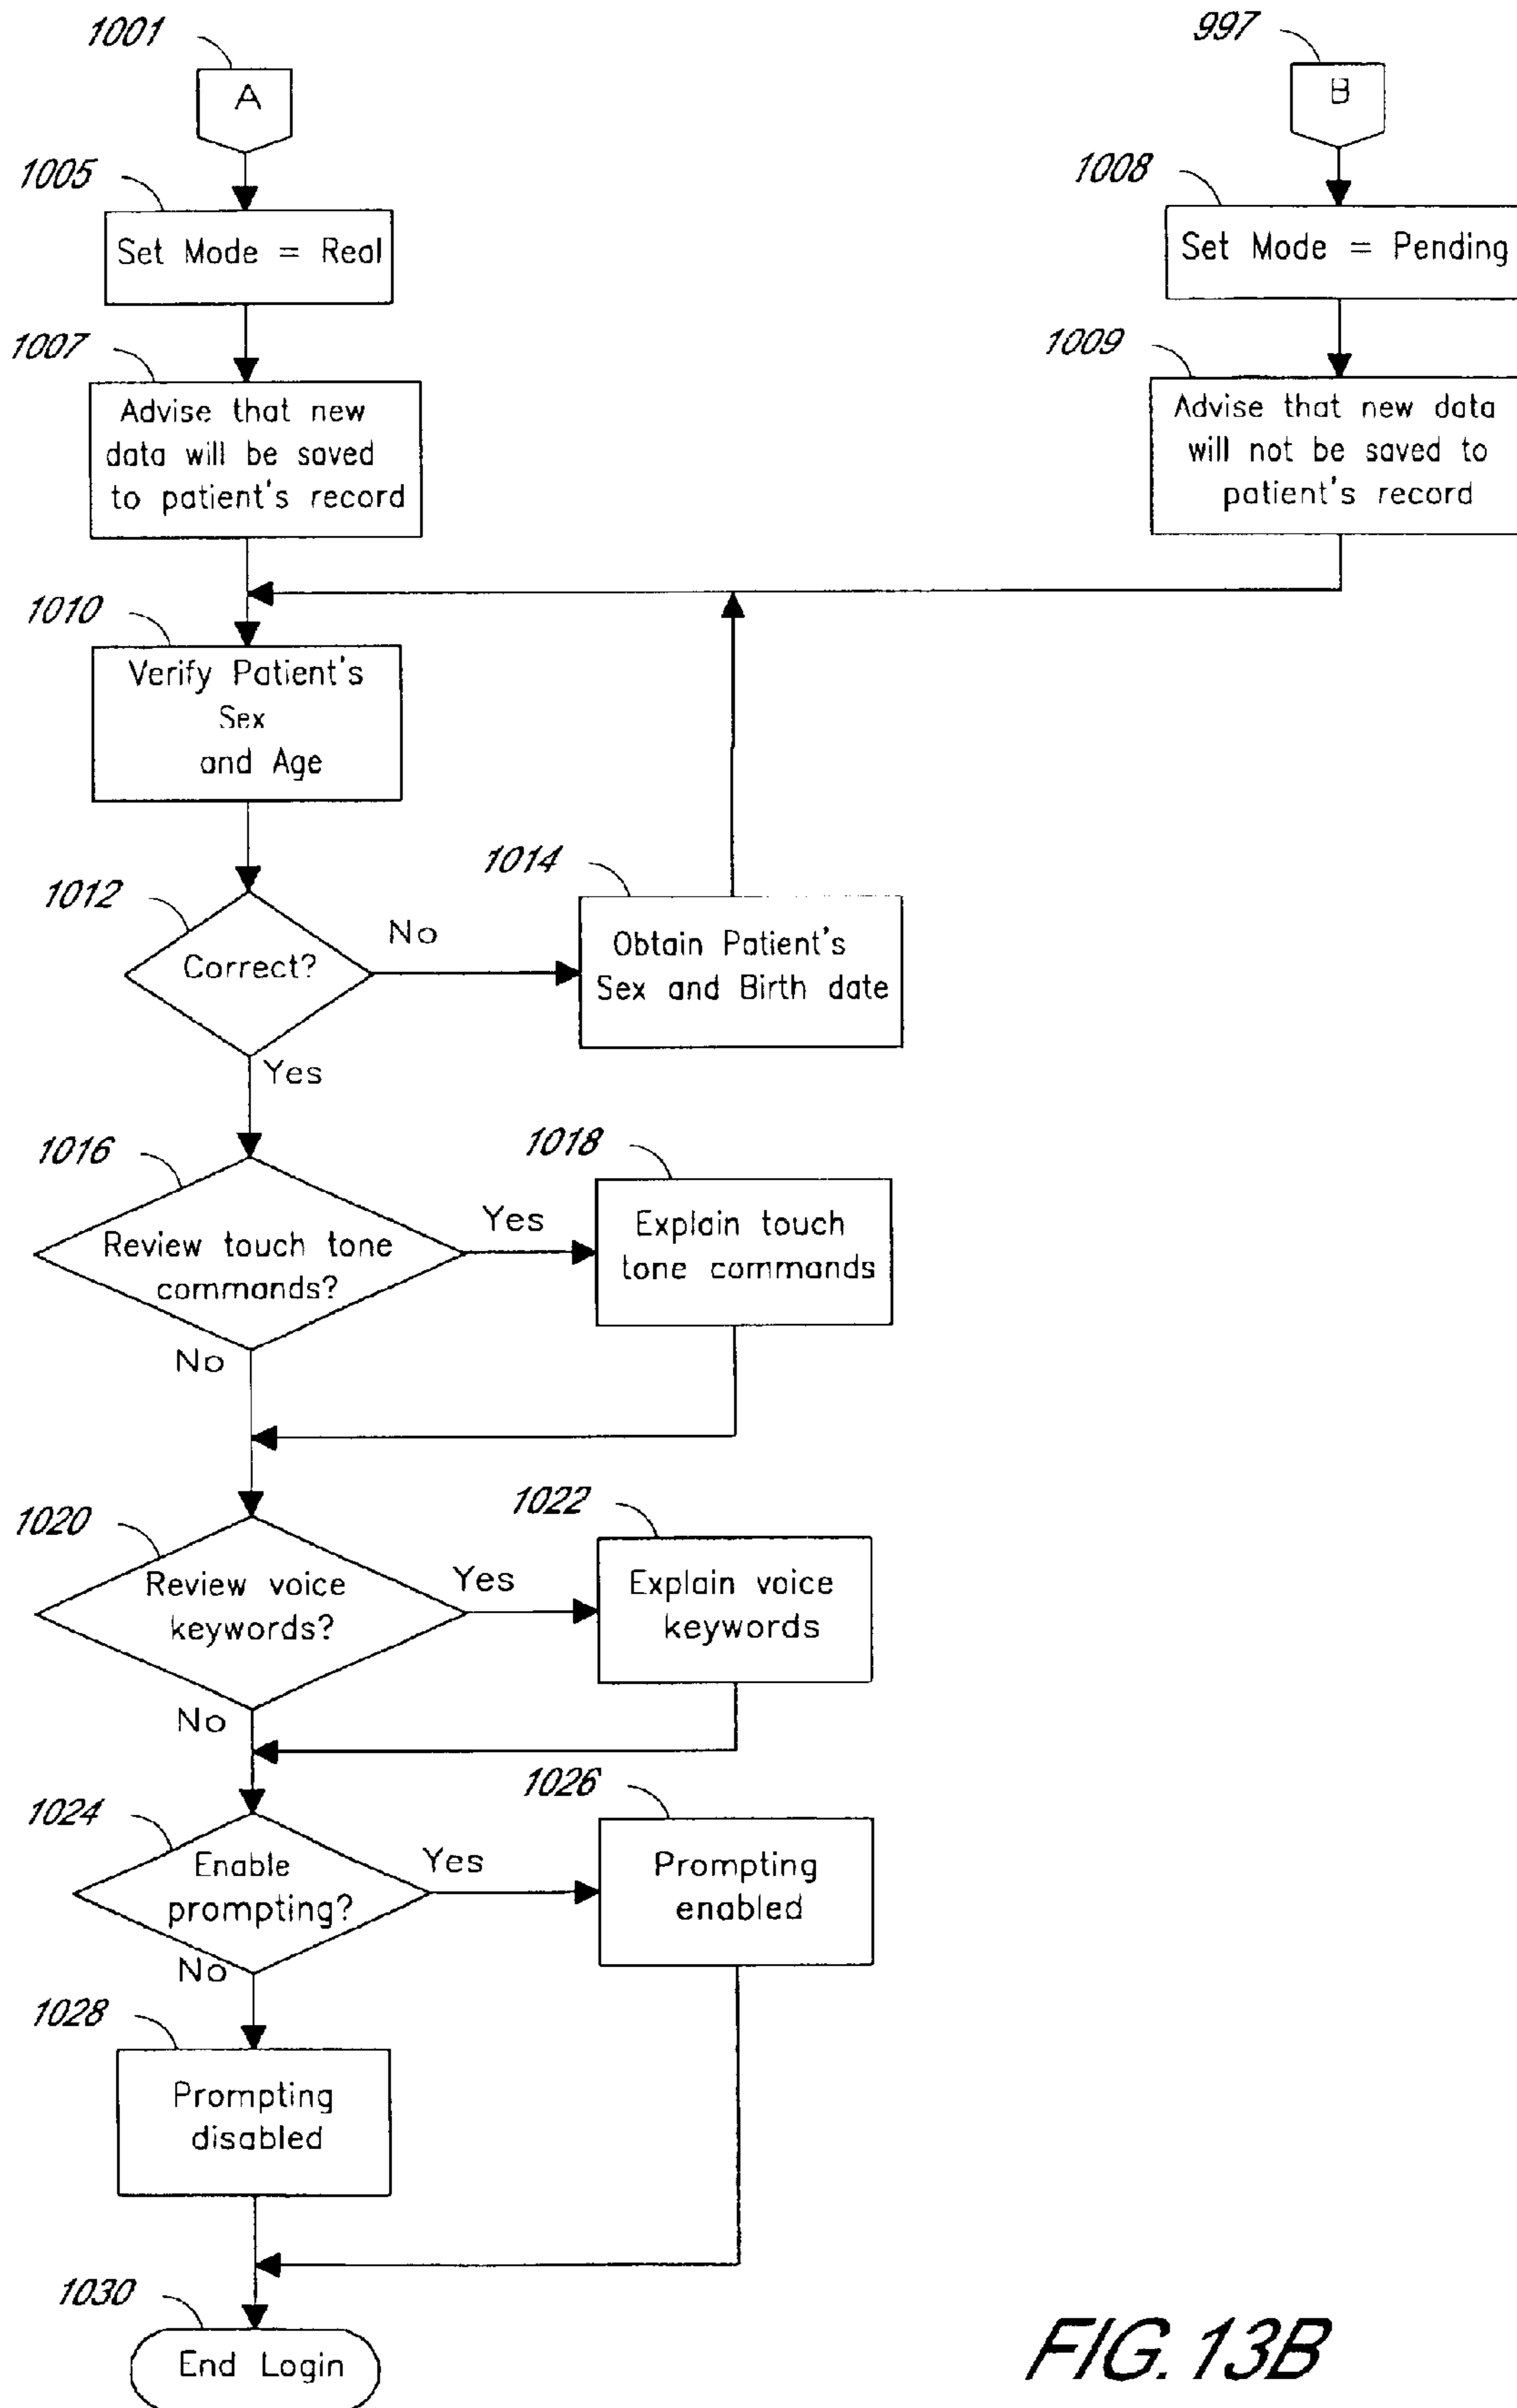 1001
A
997
B
1005
Set Mode = Real
1008
Set Mode = Pending
1007
Advise that new
data will be saved
to patient's record
1009
Advise that new data
will not be saved to
patient's record
1010
Verify Patient's
Sex
and Age
1012
Correct?
No
Yes
1014
Obtain Patient's
Sex and Birth date
1016
Review touch tone
commands?
Yes
No
1018
Explain touch
tone commands
1020
Review voice
keywords?
Yes
No
1022
Explain voice
keywords
1024
Enable
prompting?
Yes
No
1026
Prompting
enabled
1028
Prompting
disabled
1030
End Login
FIG. 13B